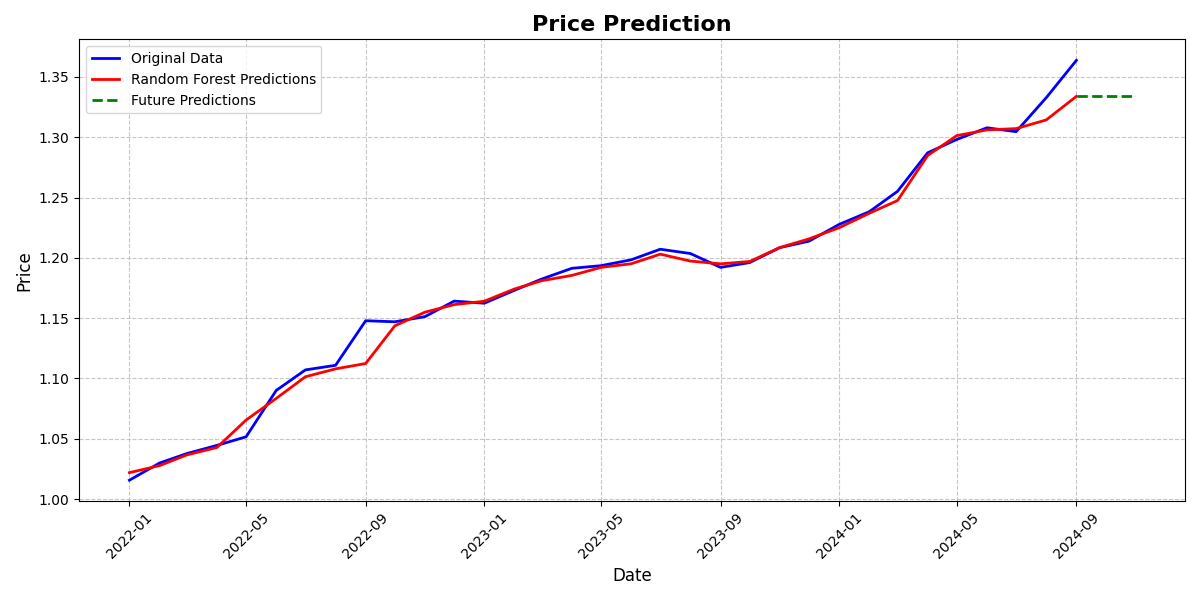 Price Prediction
Original Data
Random Forest Predictions
Future Predictions
Price
1.35
1.30
1.25
1.20
1.15
1.10
1.05
1.00
2022-01
2022-05
2022-09
2023-01
2023-05
2023-09
2024-01
2024-05
2024-09
Date